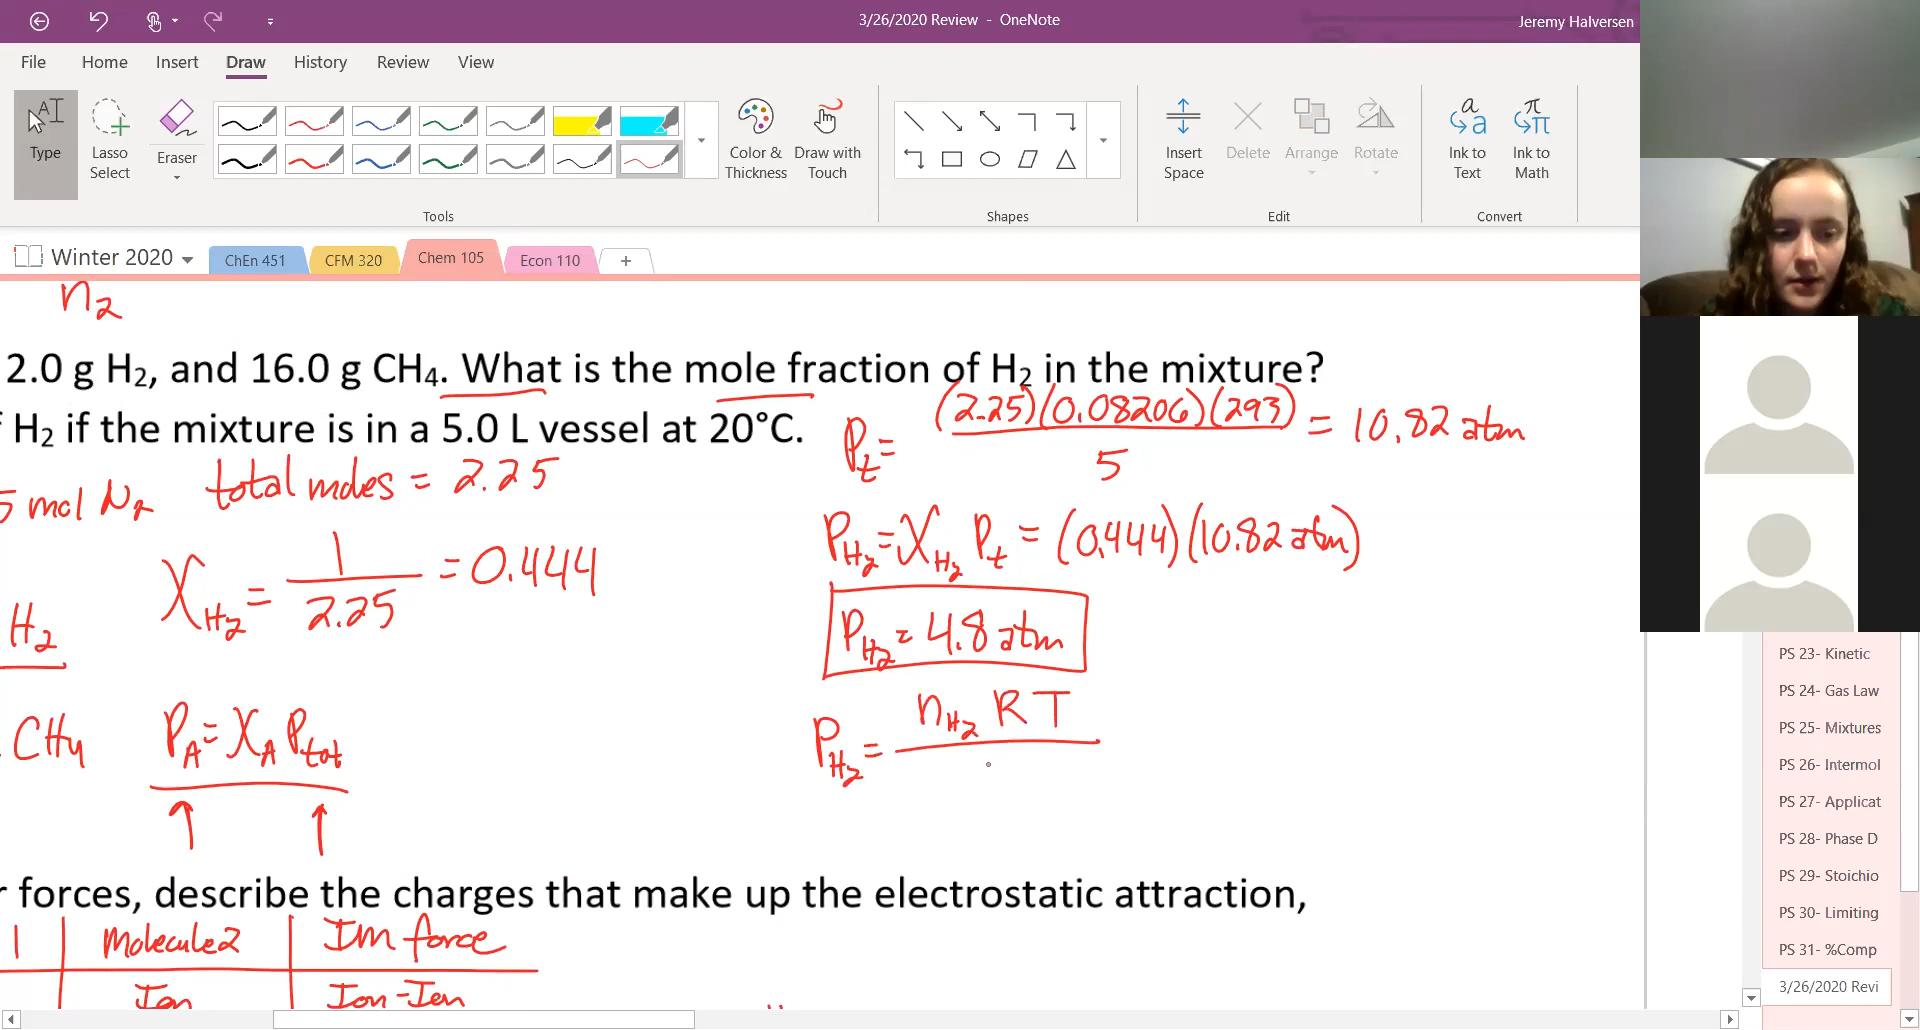 3/26/2020 Review - OneNote
Jeremy Halversen
File Home Insert Draw History Review View
Type
Lasso Select
Eraser
Color & Thickness
Draw with Touch
Insert Space
Delete
Arrange
Rotate
Ink to Text
Ink to Math
Tools Shapes Edit Convert
Winter 2020 ChEn 451 CFM 320 Chem 105 Econ 110 +
n₂
2.0 g H₂, and 16.0 g CH₄. What is the mole fraction of H₂ in the mixture?
H₂ if the mixture is in a 5.0 L vessel at 20°C.
Pt = (2.25)(0.08206)(293) / 5 = 10.82 atm
5 mol N₂ total moles = 2.25
P_H₂ = X_H₂ Pt = (0.444)(10.82 atm)
X_H₂ = 1 / 2.25 = 0.444
H₂
P_H₂ = 4.8 atm
CH₄ P_A = X_A P_tot
P_H₂ = n_H₂ R T
r forces, describe the charges that make up the electrostatic attraction,
1 Molecule 2 IM force
Ion Ion-Ion
PS 23- Kinetic
PS 24- Gas Law
PS 25- Mixtures
PS 26- Intermol
PS 27- Applicat
PS 28- Phase D
PS 29- Stoichio
PS 30- Limiting
PS 31- %Comp
3/26/2020 Revi